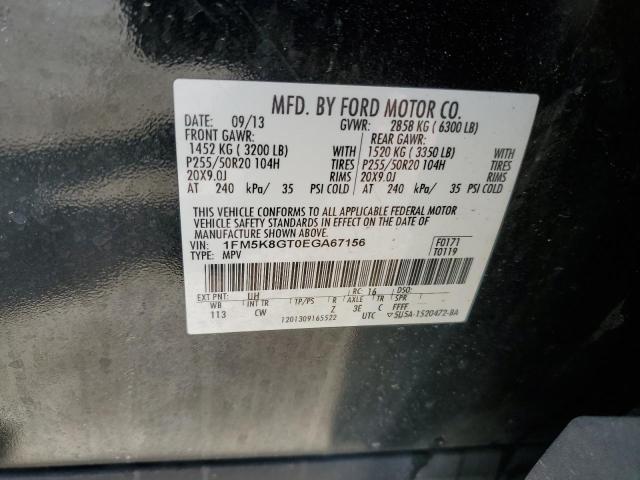 MFD. BY FORD MOTOR CO.
DATE: 09/13 GVWR: 2858 KG ( 6300 LB)
FRONT GAWR: REAR GAWR:
1452 KG ( 3200 LB) WITH 1520 KG ( 3350 LB)
P255/50R20 104H TIRES P255/50R20 104H
20X9.0J RIMS 20X9.0J
AT 240 kPa/ 35 PSI COLD AT 240 kPa/ 35 PSI COLD
WITH
TIRES
RIMS
THIS VEHICLE CONFORMS TO ALL APPLICABLE FEDERAL MOTOR
VEHICLE SAFETY STANDARDS IN EFFECT ON THE DATE OF
MANUFACTURE SHOWN ABOVE.
VIN: 1FM5K8GT0EGA67156 F0171
TYPE: MPV T0119
EXT PNT: UH RC: 16 DSO:
WB INT TR TP/PS R AXLE TR SPR
113 CW Z 3E C FFFF
1201309165522 UTC ▽5USA-1520472-BA